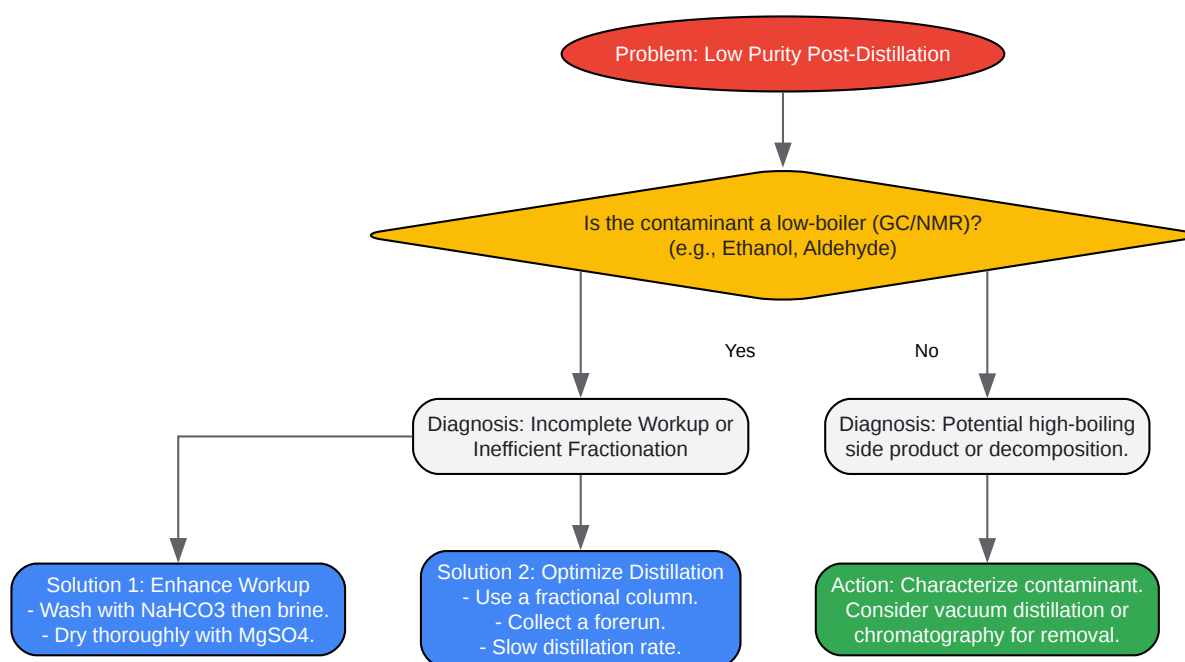 Problem: Low Purity Post-Distillation
Is the contaminant a low-boiler (GC/NMR)?
(e.g., Ethanol, Aldehyde)
Yes
No
Diagnosis: Incomplete Workup or
Inefficient Fractionation
Diagnosis: Potential high-boiling
side product or decomposition.
Solution 1: Enhance Workup
- Wash with NaHCO3 then brine.
- Dry thoroughly with MgSO4.
Solution 2: Optimize Distillation
- Use a fractional column.
- Collect a forerun.
- Slow distillation rate.
Action: Characterize contaminant.
Consider vacuum distillation or
chromatography for removal.